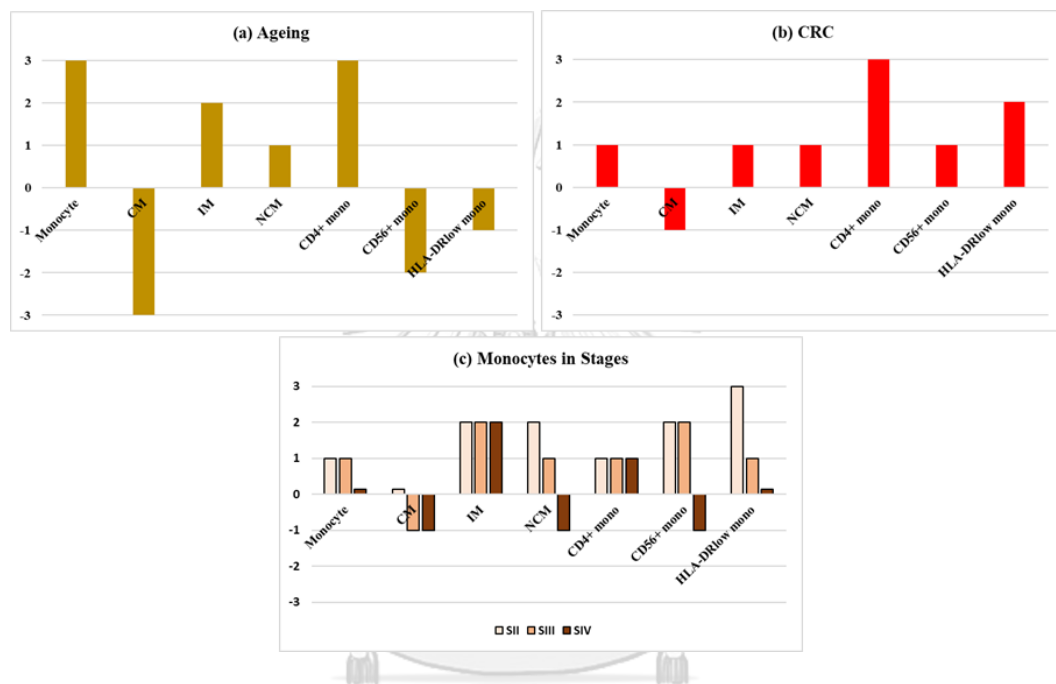 (a) Ageing
3
2
1
0
-1
-2
-3
Monocyte
CM
IM
NCM
CD4+ mono
CD56+ mono
HLA-DRlow mono
(b) CRC
3
2
1
0
-1
-2
-3
Monocyte
CM
IM
NCM
CD4+ mono
CD56+ mono
HLA-DRlow mono
(c) Monocytes in Stages
3
2
1
0
-1
-2
-3
Monocyte
CM
IM
NCM
CD4+ mono
CD56+ mono
HLA-DRlow mono
SII SIII SIV